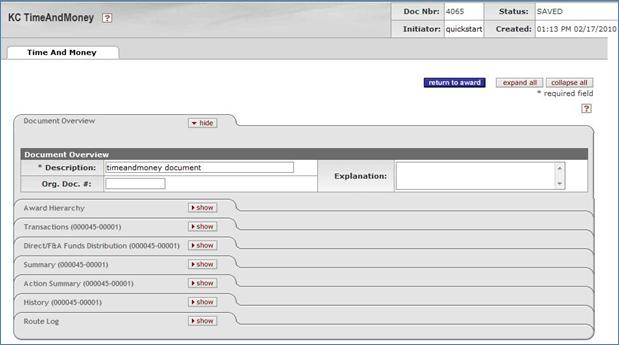 KC TimeAndMoney ? Doc Nbr: 4065 Status: SAVED
Initiator: quickstart Created: 01:13 PM 02/17/2010
Time And Money
return to award expand all collapse all
* required field
?
Document Overview hide
Document Overview
* Description: timeandmoney document Explanation:
Org. Doc. #:
Award Hierarchy show
Transactions (000045-00001) show
Direct/F&A Funds Distribution (000045-00001) show
Summary (000045-00001) show
Action Summary (000045-00001) show
History (000045-00001) show
Route Log show